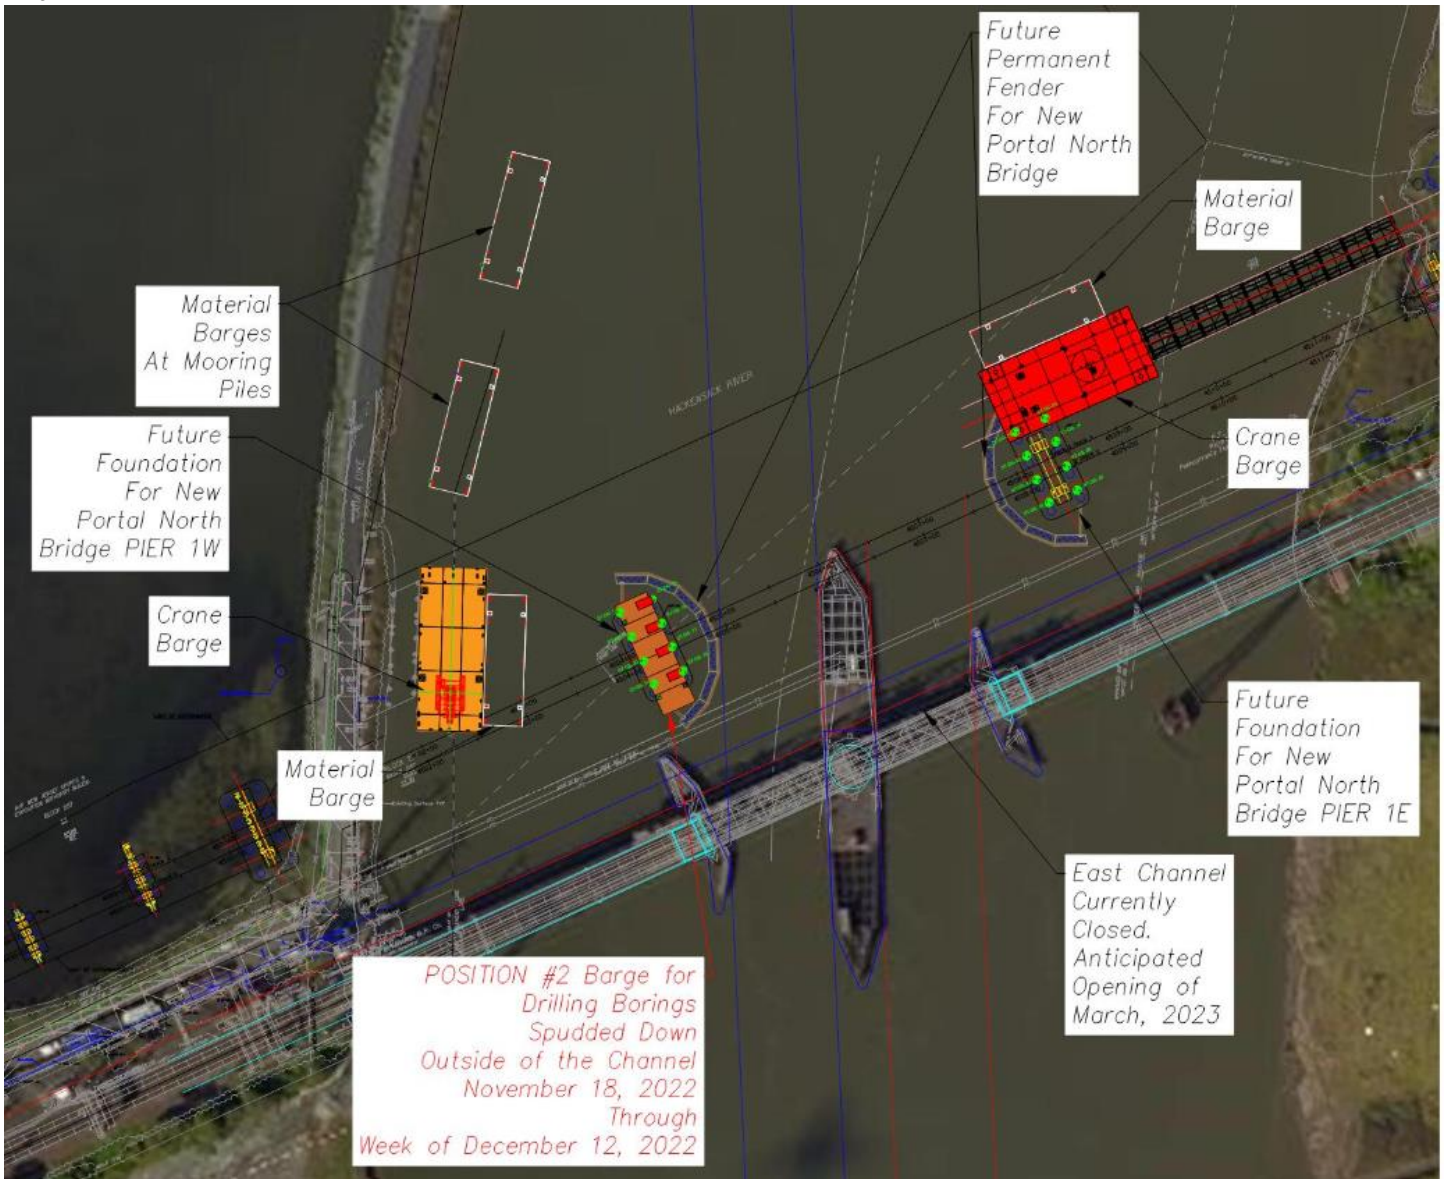 Future
Permanent
Fender
For New
Portal North
Bridge
Material
Barge
Material
Barges
At Mooring
Piles
HACKENSACK RIVER
Future
Foundation
For New
Portal North
Bridge PIER 1W
Crane
Barge
Crane
Barge
Material
Barge
Future
Foundation
For New
Portal North
Bridge PIER 1E
East Channel
Currently
Closed.
Anticipated
Opening of
March, 2023
POSITION #2 Barge for
Drilling Borings
Spudded Down
Outside of the Channel
November 18, 2022
Through
Week of December 12, 2022